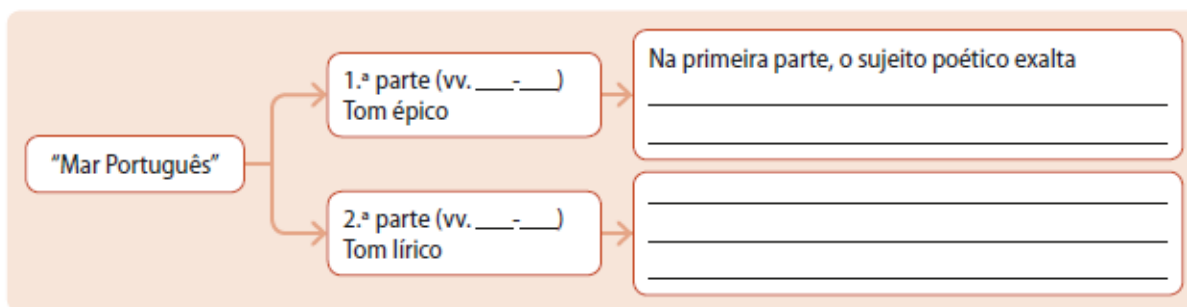 "Mar Português"
1.ª parte (vv. ___-___)
Tom épico
Na primeira parte, o sujeito poético exalta
2.ª parte (vv. ___-___)
Tom lírico